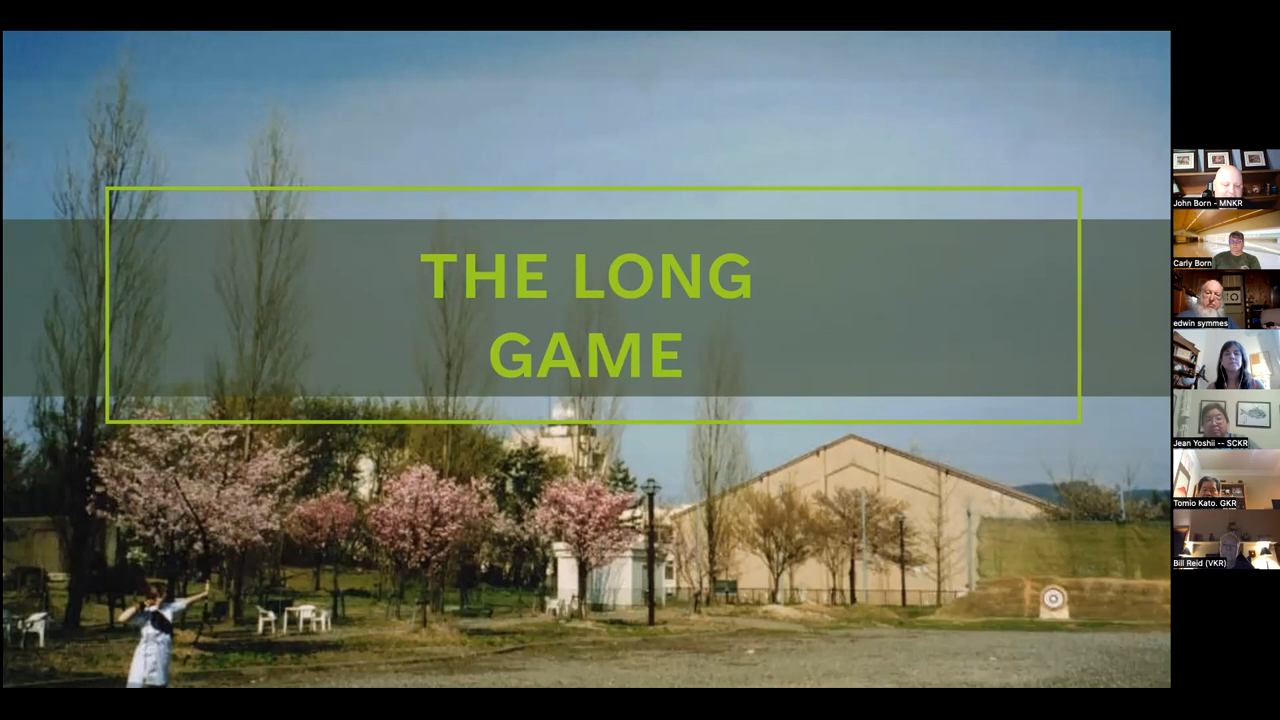 THE LONG
GAME
John Born - MNKR
Carly Born
edwin symmes
Jean Yoshii -- SCKR
Tomio Kato. GKR
Bill Reid (VKR)